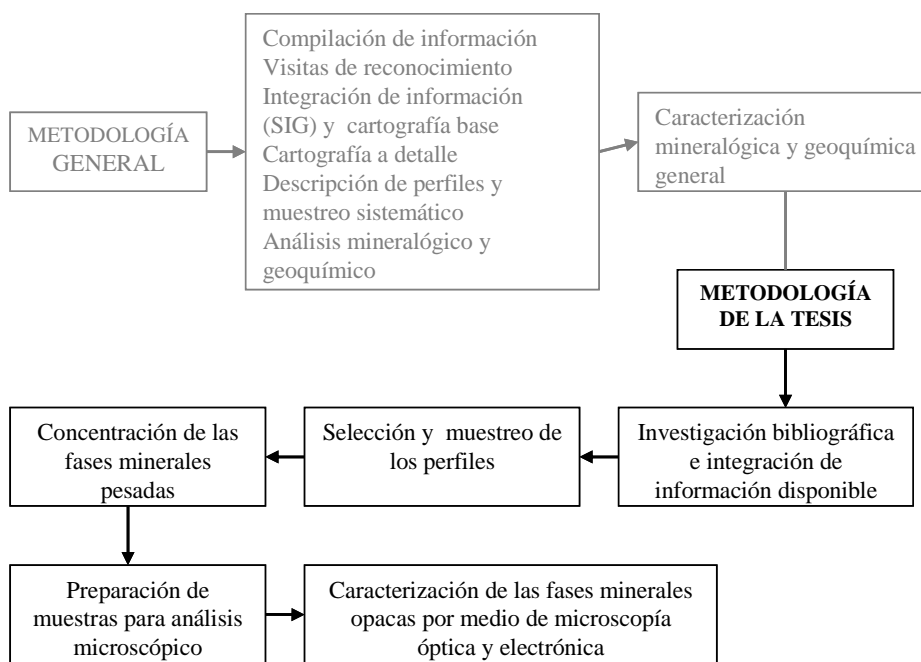 METODOLOGÍA
GENERAL
Compilación de información
Visitas de reconocimiento
Integración de información
(SIG) y cartografía base
Cartografía a detalle
Descripción de perfiles y
muestreo sistemático
Análisis mineralógico y
geoquímico
Caracterización
mineralógica y geoquímica
general
METODOLOGÍA
DE LA TESIS
Investigación bibliográfica
e integración de
información disponible
Selección y muestreo de
los perfiles
Concentración de las
fases minerales
pesadas
Preparación de
muestras para análisis
microscópico
Caracterización de las fases minerales
opacas por medio de microscopía
óptica y electrónica